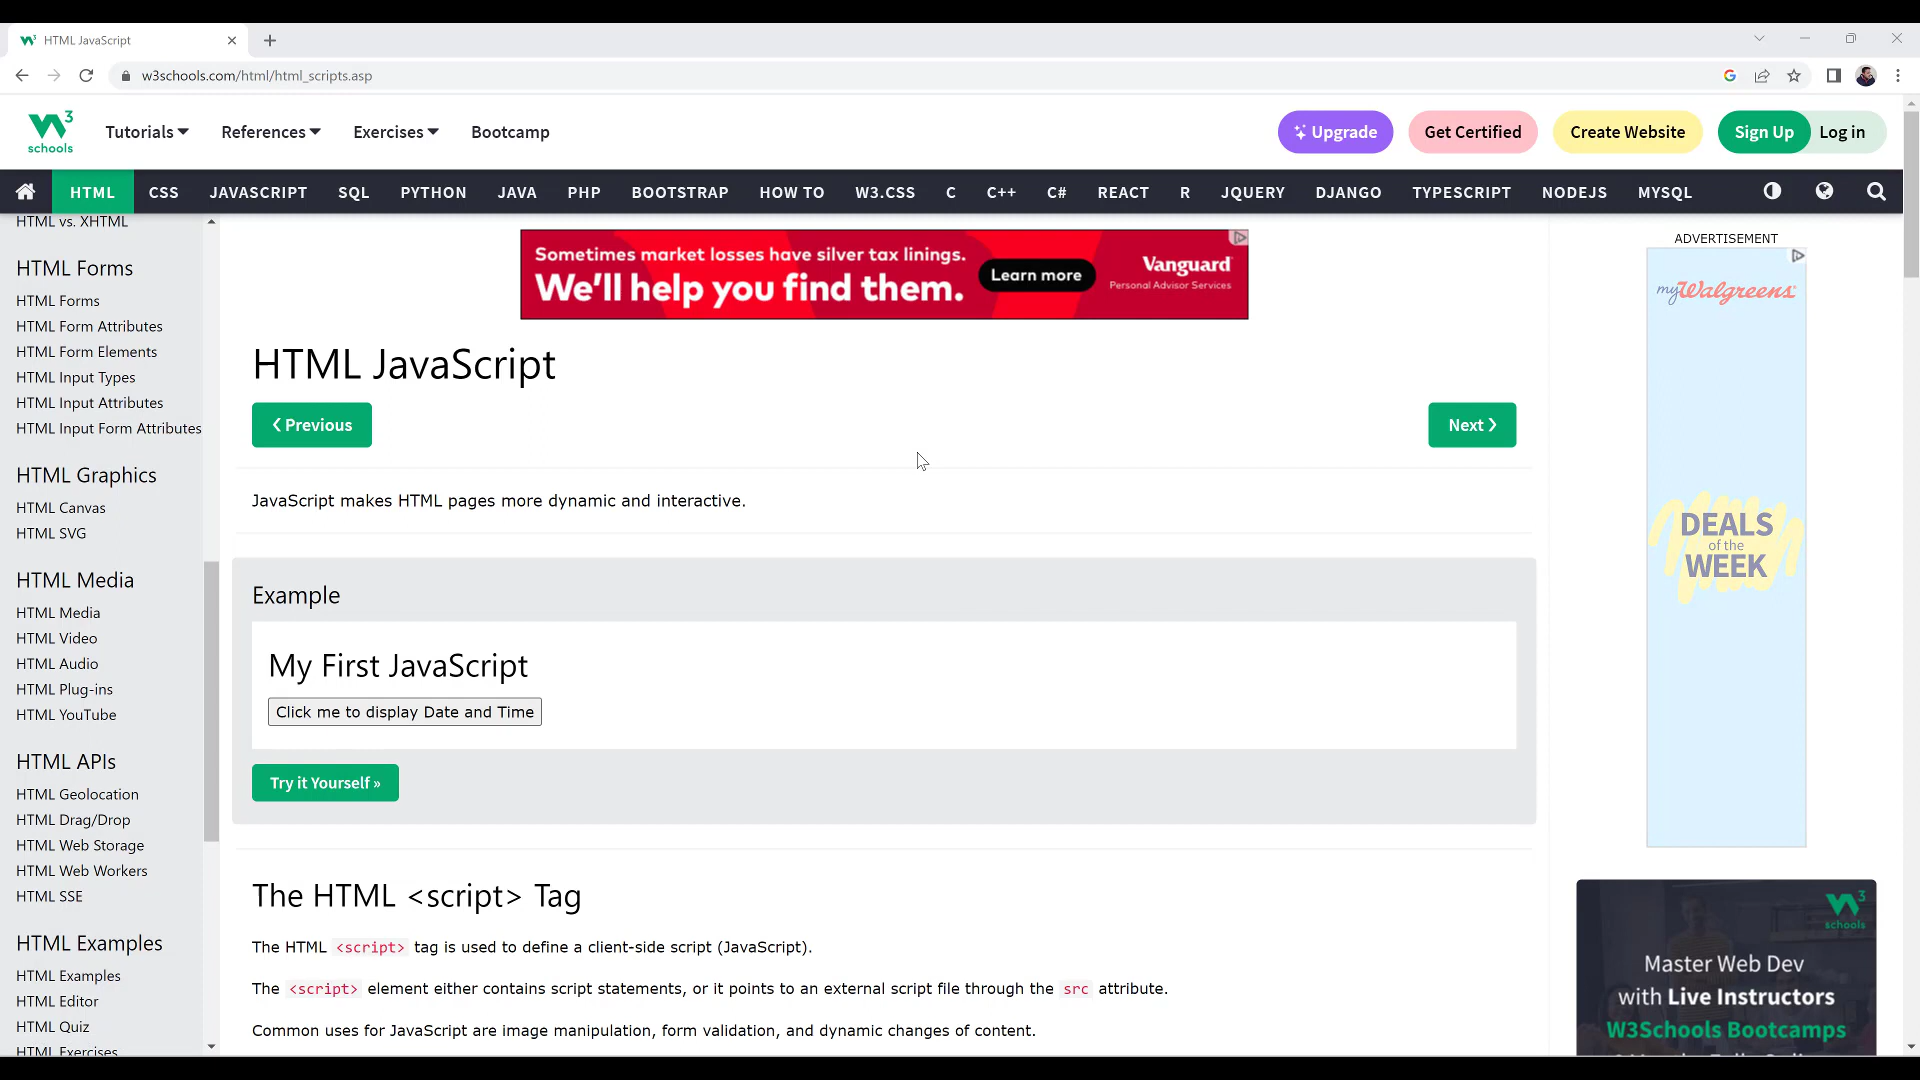 HTML JavaScript
w3schools.com/html/html_scripts.asp
W3 schools
Tutorials References Exercises Bootcamp
Upgrade Get Certified Create Website Sign Up Log in
HTML CSS JAVASCRIPT SQL PYTHON JAVA PHP BOOTSTRAP HOW TO W3.CSS C C++ C# REACT R JQUERY DJANGO TYPESCRIPT NODEJS MYSQL
HTML vs. XHTML
HTML Forms
HTML Forms
HTML Form Attributes
HTML Form Elements
HTML Input Types
HTML Input Attributes
HTML Input Form Attributes
HTML Graphics
HTML Canvas
HTML SVG
HTML Media
HTML Media
HTML Video
HTML Audio
HTML Plug-ins
HTML YouTube
HTML APIs
HTML Geolocation
HTML Drag/Drop
HTML Web Storage
HTML Web Workers
HTML SSE
HTML Examples
HTML Examples
HTML Editor
HTML Quiz
HTML Exercises
Sometimes market losses have silver tax linings.
We'll help you find them.
Learn more
Vanguard
Personal Advisor Services
HTML JavaScript
❮ Previous
Next ❯
JavaScript makes HTML pages more dynamic and interactive.
Example
My First JavaScript
Click me to display Date and Time
Try it Yourself »
The HTML <script> Tag
The HTML <script> tag is used to define a client-side script (JavaScript).
The <script> element either contains script statements, or it points to an external script file through the src attribute.
Common uses for JavaScript are image manipulation, form validation, and dynamic changes of content.
ADVERTISEMENT
myWalgreens
DEALS
of the
WEEK
W3 schools
Master Web Dev
with Live Instructors
W3Schools Bootcamps